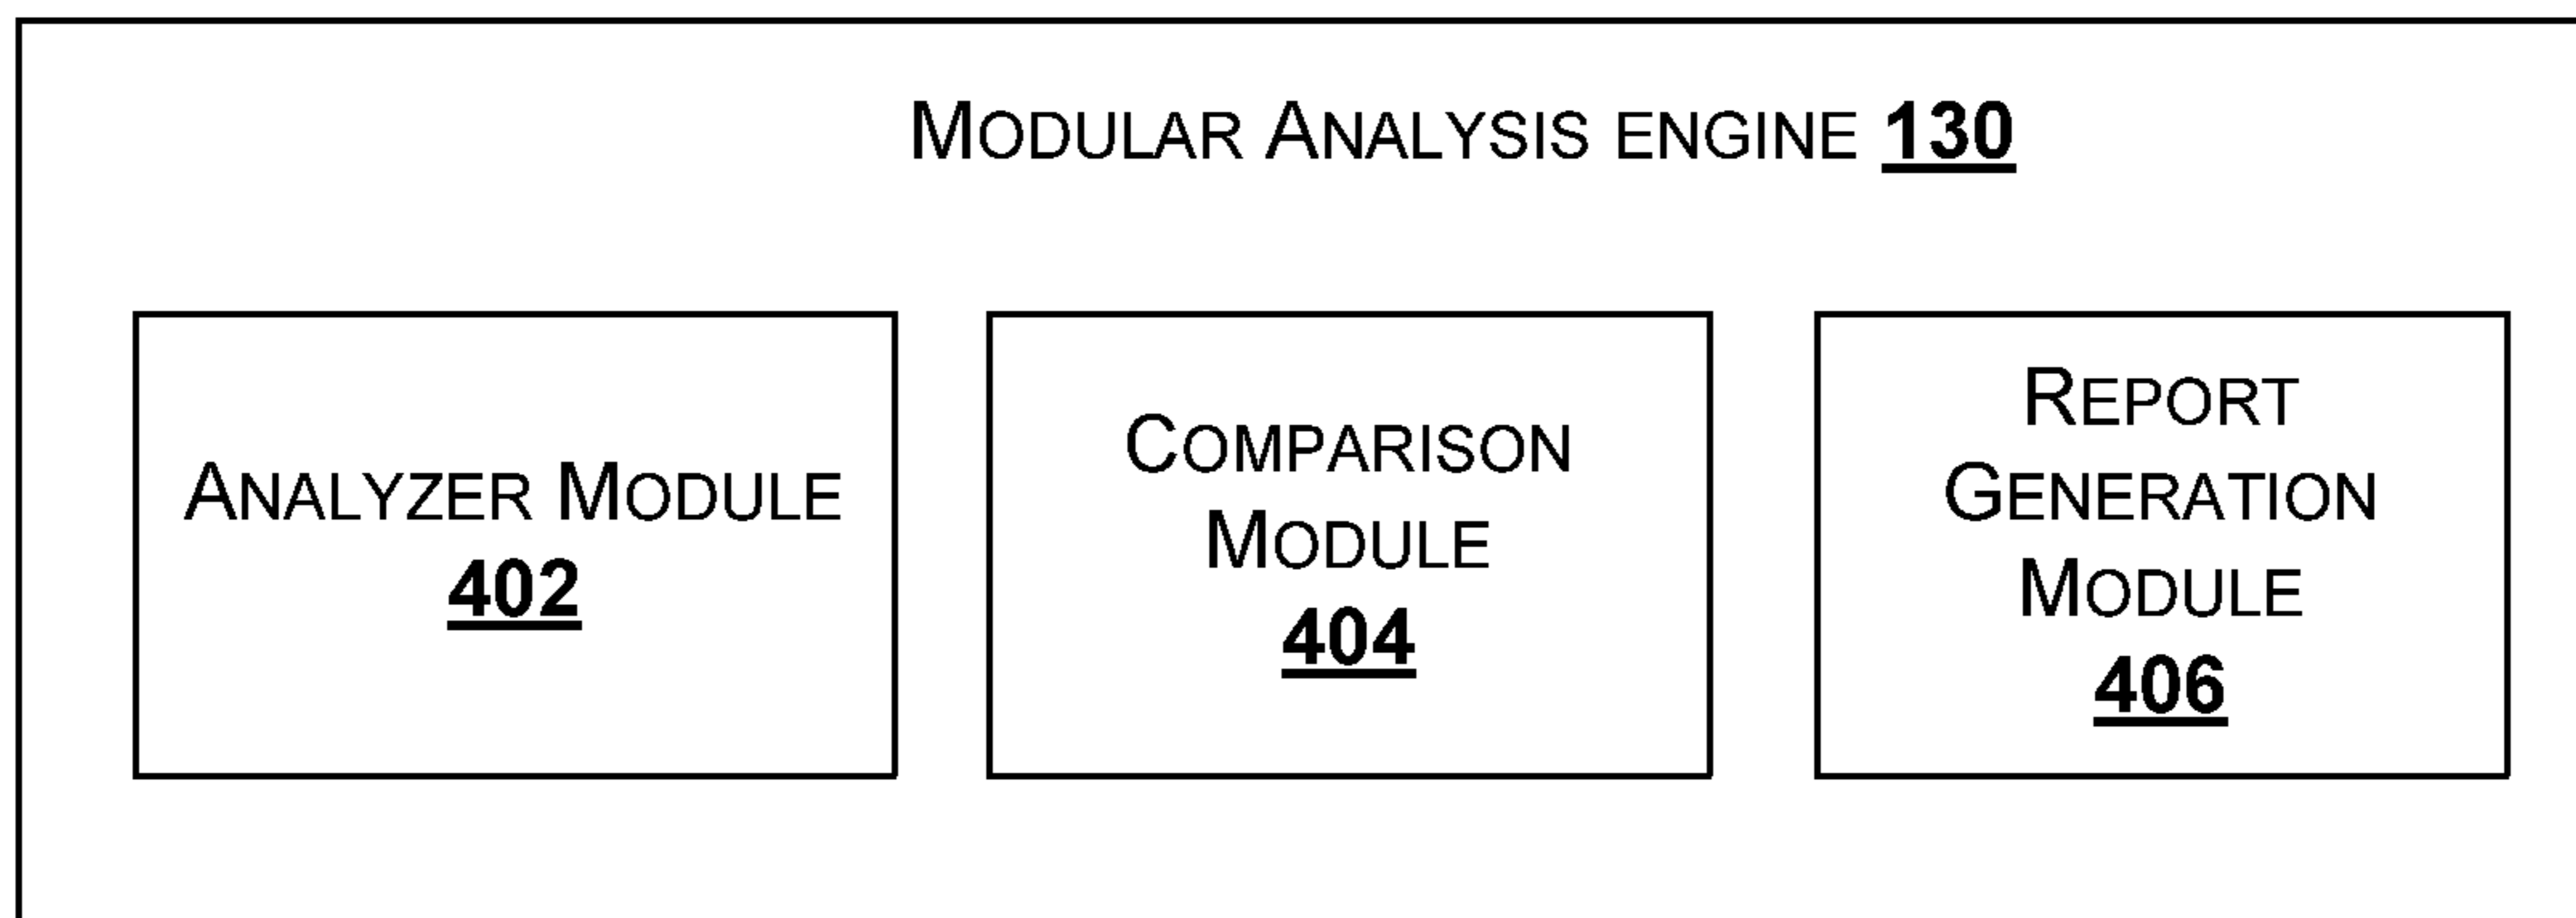 MODULAR ANALYSIS ENGINE 130
ANALYZER MODULE
402
COMPARISON
MODULE
404
REPORT
GENERATION
MODULE
406